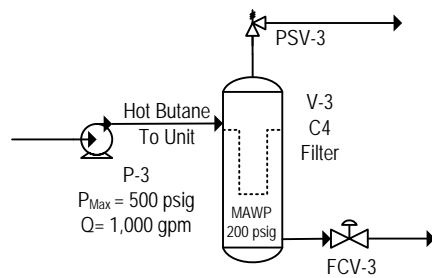 PSV-3
Hot Butane
To Unit
V-3
C4
Filter
P-3
PMax = 500 psig
Q= 1,000 gpm
MAWP
200 psig
FCV-3